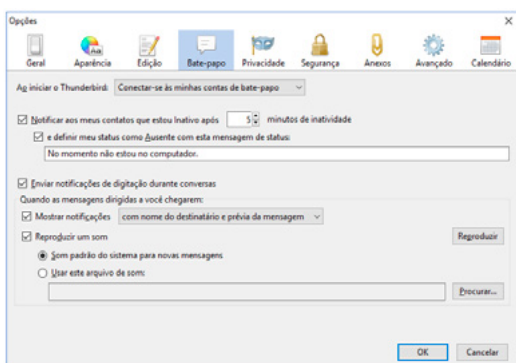 Opções
Geral Aparência Edição Bate-papo Privacidade Segurança Anexos Avançado Calendário
Ao iniciar o Thunderbird: Conectar-se às minhas contas de bate-papo
Notificar aos meus contatos que estou Inativo após 5 minutos de inatividade
e definir meu status como Ausente com esta mensagem de status:
No momento não estou no computador.
Enviar notificações de digitação durante conversas
Quando as mensagens dirigidas a você chegarem:
Mostrar notificações com nome do destinatário e prévia da mensagem
Reproduzir um som Reproduzir
Som padrão do sistema para novas mensagens
Usar este arquivo de som:
Procurar...
OK Cancelar